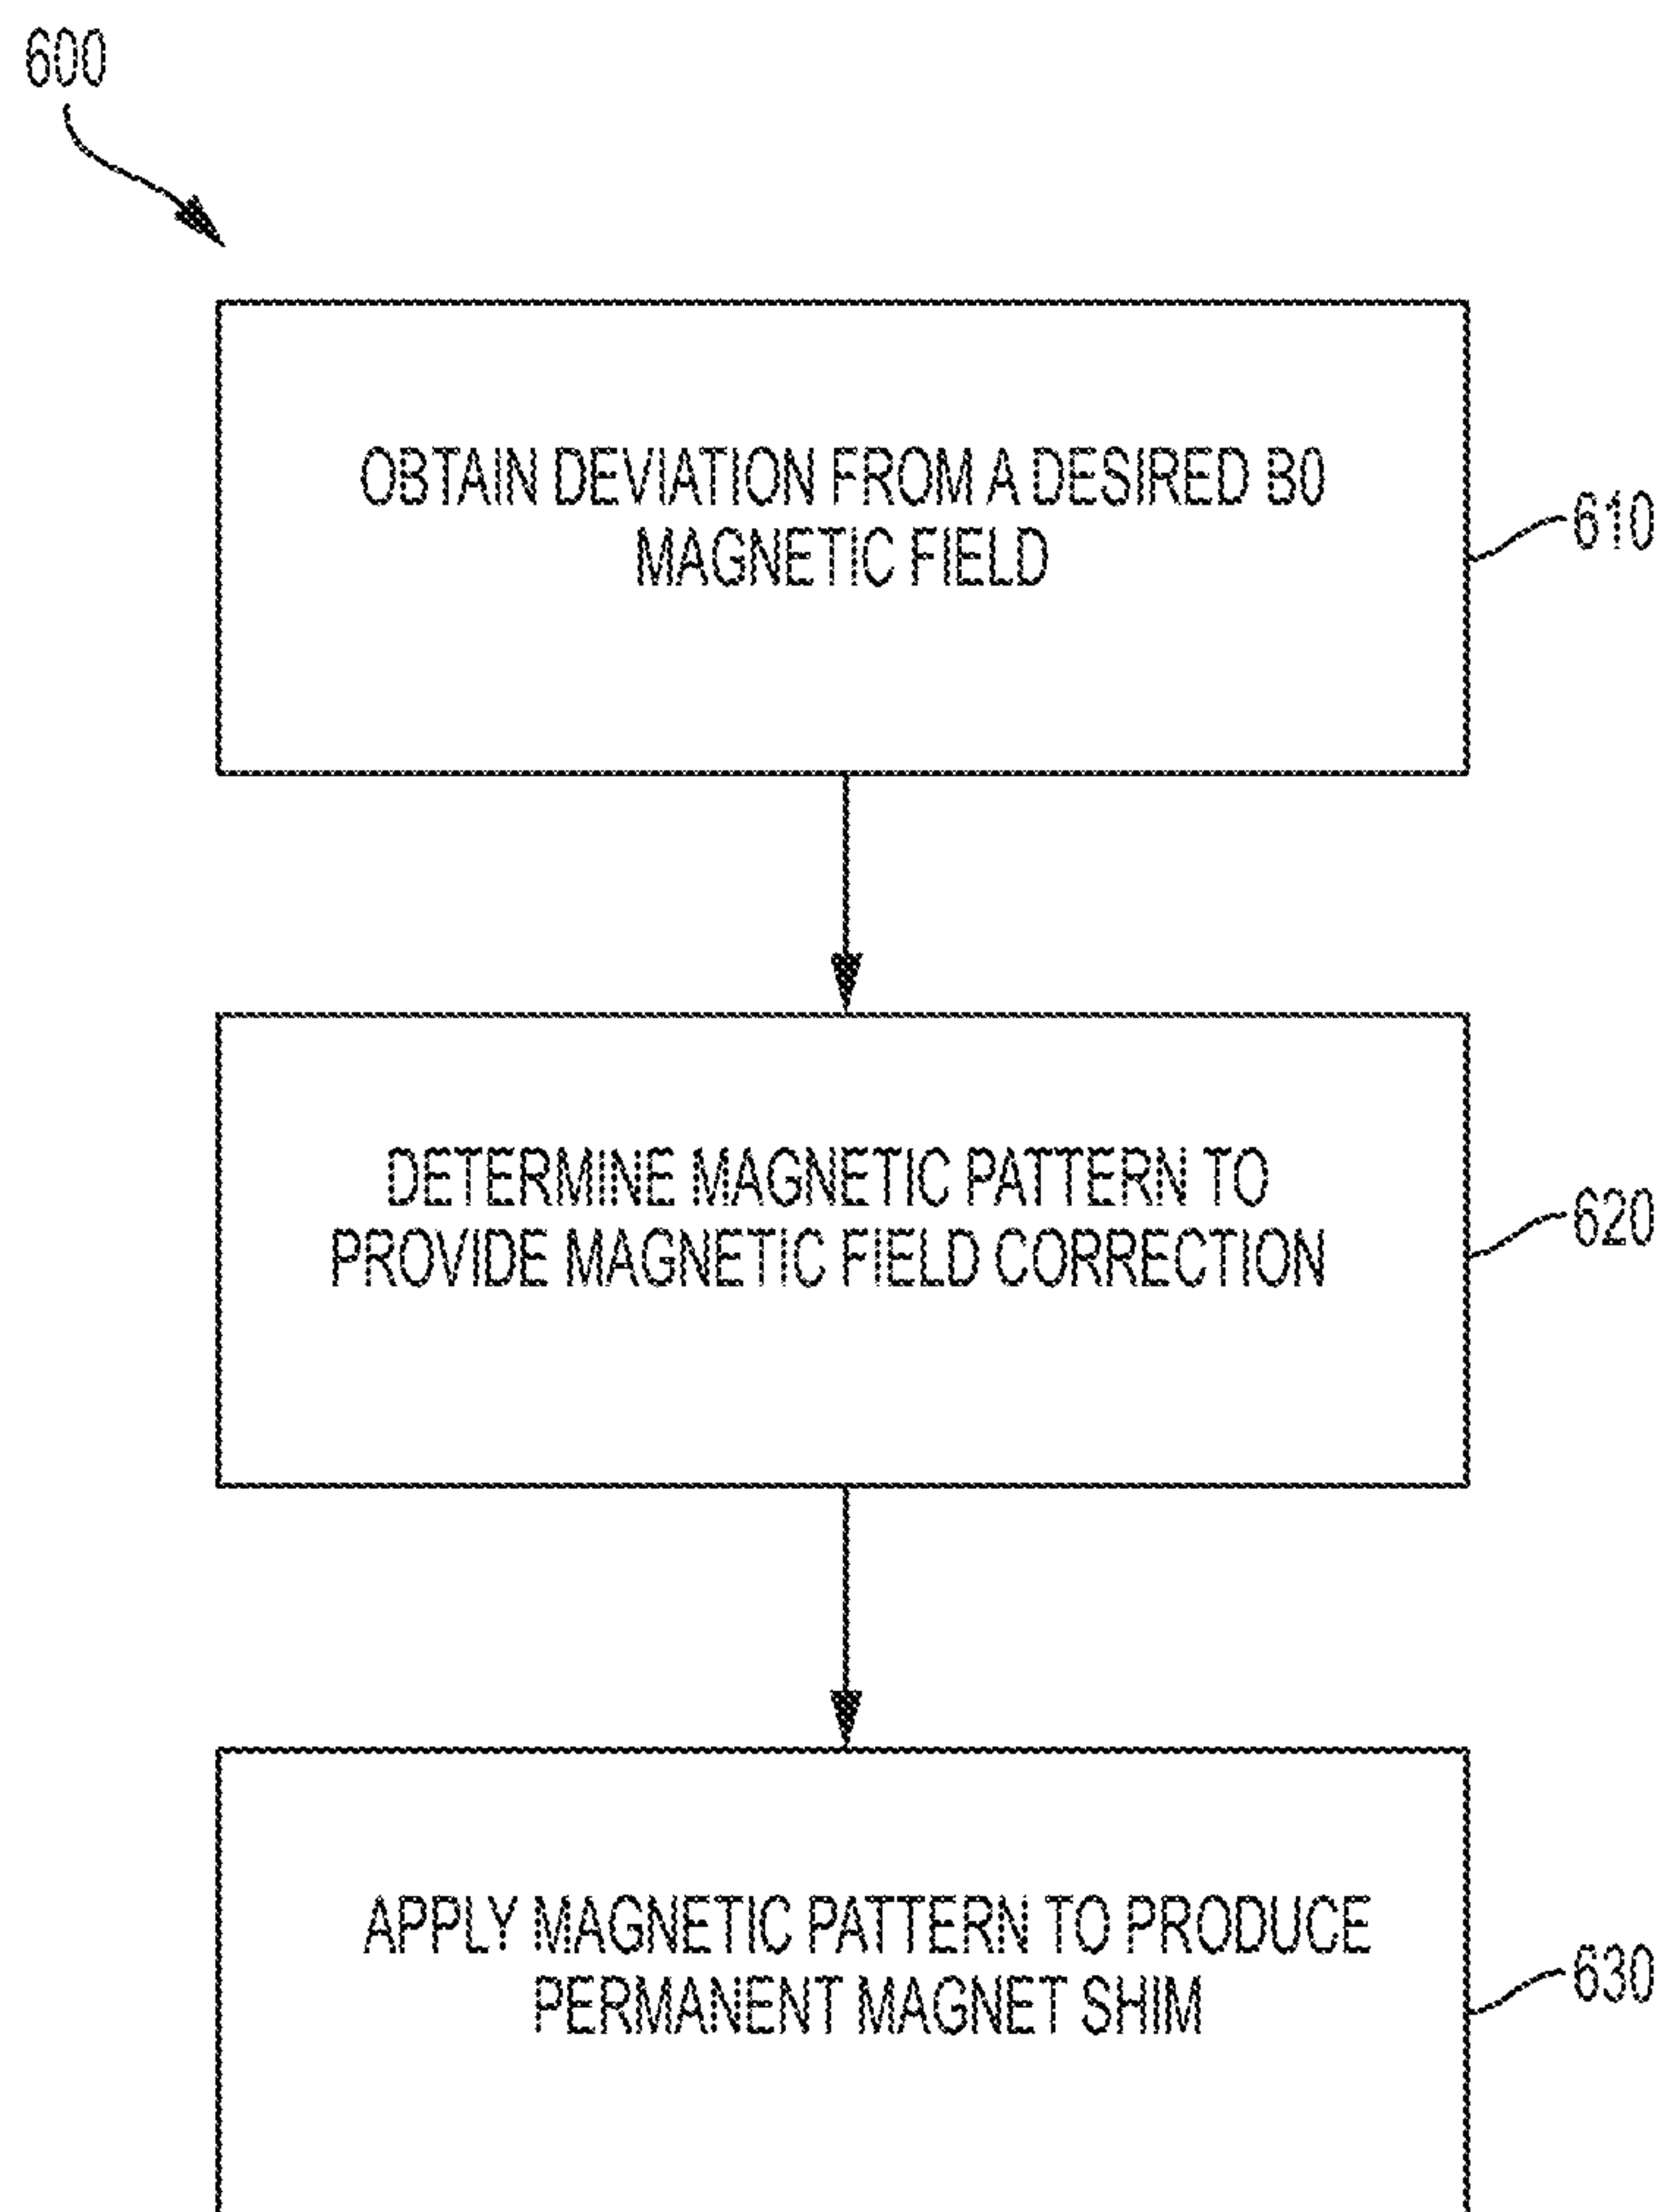 600
OBTAIN DEVIATION FROM A DESIRED B0
MAGNETIC FIELD
610
DETERMINE MAGNETIC PATTERN TO
PROVIDE MAGNETIC FIELD CORRECTION
620
APPLY MAGNETIC PATTERN TO PRODUCE
PERMANENT MAGNET SHIM
630